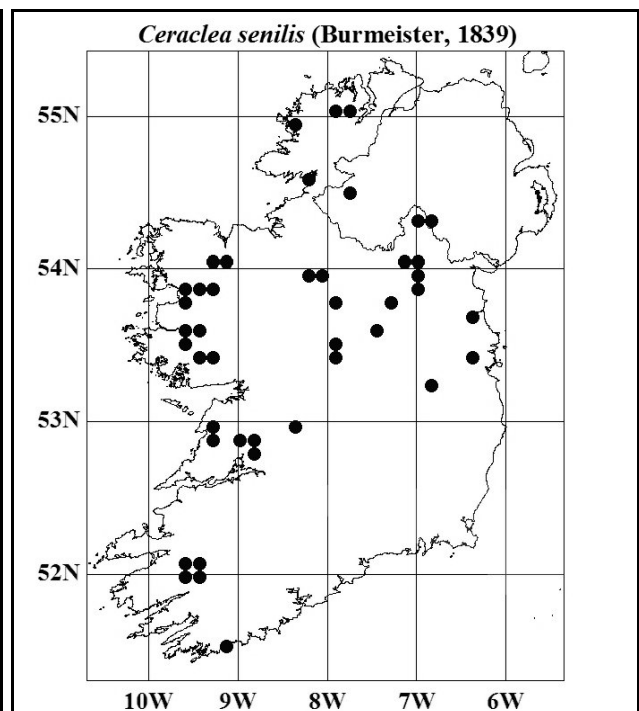 Ceraclea senilis (Burmeister, 1839)
55N
54N
53N
52N
10W 9W 8W 7W 6W